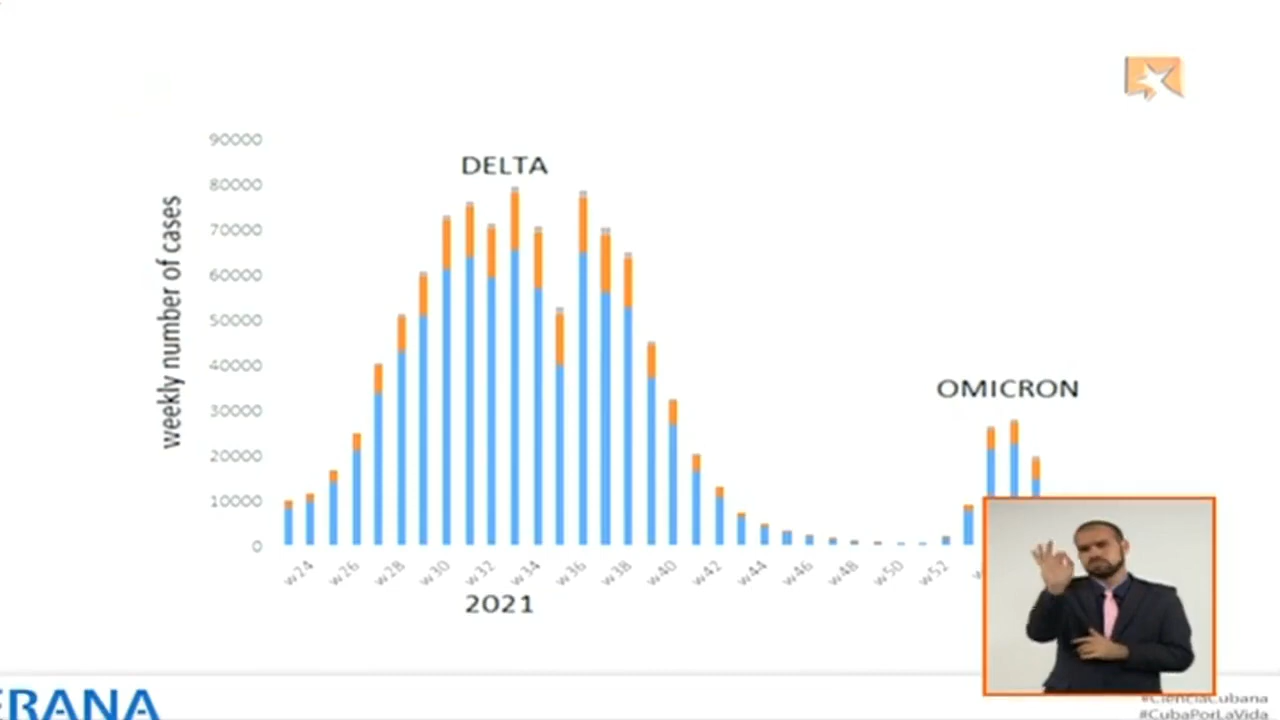 90000
DELTA
80000
70000
60000
50000
40000
OMICRON
30000
20000
10000
0
weekly number of cases
w24 w26 w28 w30 w32 w34 w36 w38 w40 w42 w44 w46 w48 w50 w52
2021
ERANA
#CienciaCubana
#CubaPorLaVida